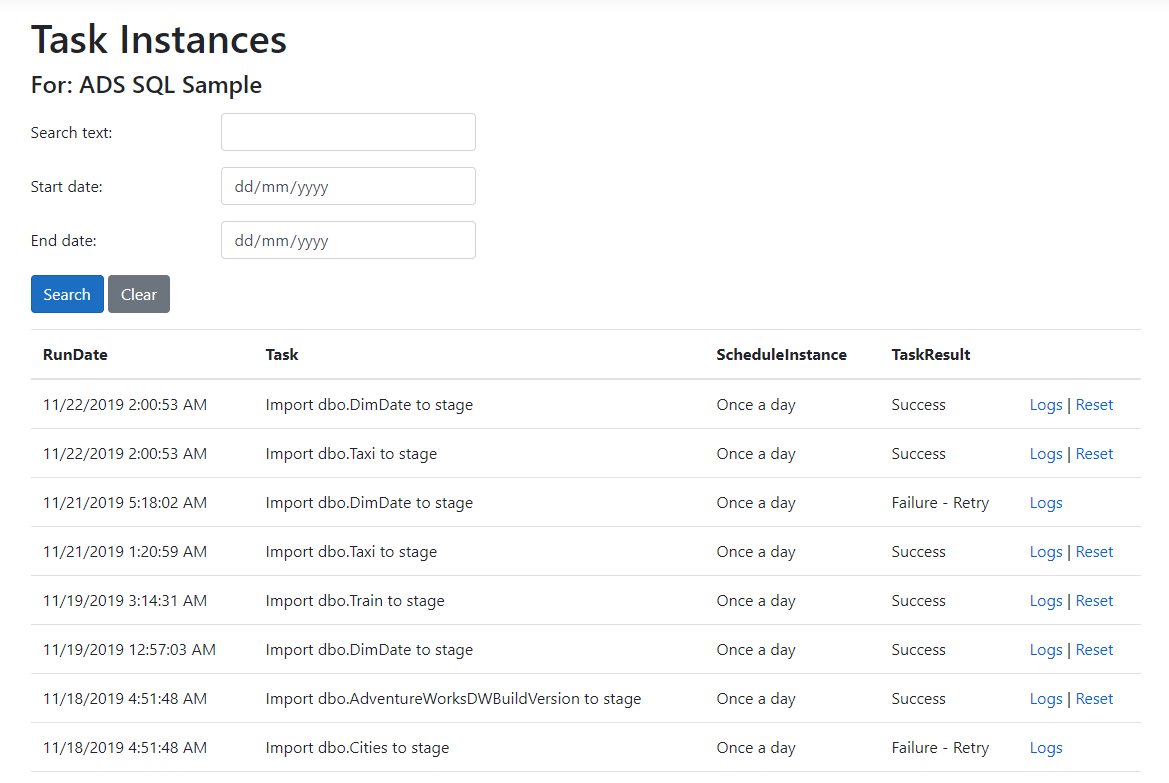 Task Instances
For: ADS SQL Sample
Search text:
Start date: dd/mm/yyyy
End date: dd/mm/yyyy
Search Clear
RunDate Task ScheduleInstance TaskResult
11/22/2019 2:00:53 AM Import dbo.DimDate to stage Once a day Success Logs | Reset
11/22/2019 2:00:53 AM Import dbo.Taxi to stage Once a day Success Logs | Reset
11/21/2019 5:18:02 AM Import dbo.DimDate to stage Once a day Failure - Retry Logs
11/21/2019 1:20:59 AM Import dbo.Taxi to stage Once a day Success Logs | Reset
11/19/2019 3:14:31 AM Import dbo.Train to stage Once a day Success Logs | Reset
11/19/2019 12:57:03 AM Import dbo.DimDate to stage Once a day Success Logs | Reset
11/18/2019 4:51:48 AM Import dbo.AdventureWorksDWBuildVersion to stage Once a day Success Logs | Reset
11/18/2019 4:51:48 AM Import dbo.Cities to stage Once a day Failure - Retry Logs